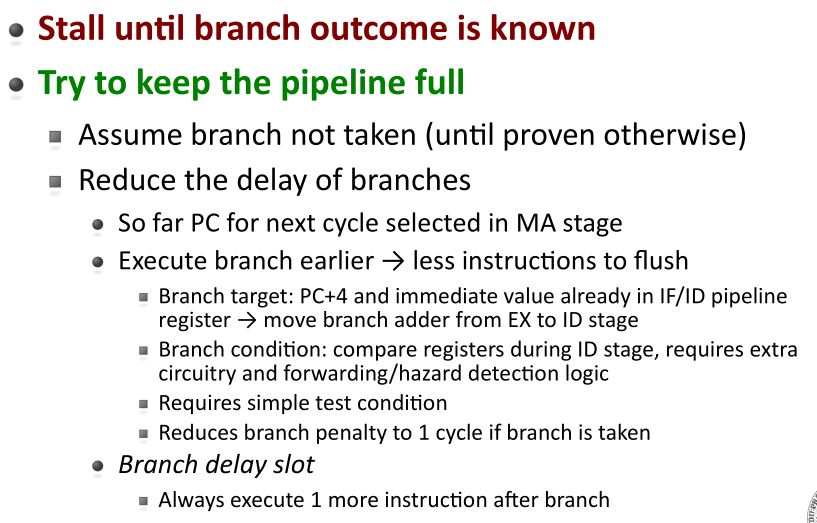 Stall until branch outcome is known
Try to keep the pipeline full
Assume branch not taken (until proven otherwise)
Reduce the delay of branches
So far PC for next cycle selected in MA stage
Execute branch earlier → less instructions to flush
Branch target: PC+4 and immediate value already in IF/ID pipeline
register → move branch adder from EX to ID stage
Branch condition: compare registers during ID stage, requires extra
circuitry and forwarding/hazard detection logic
Requires simple test condition
Reduces branch penalty to 1 cycle if branch is taken
Branch delay slot
Always execute 1 more instruction after branch